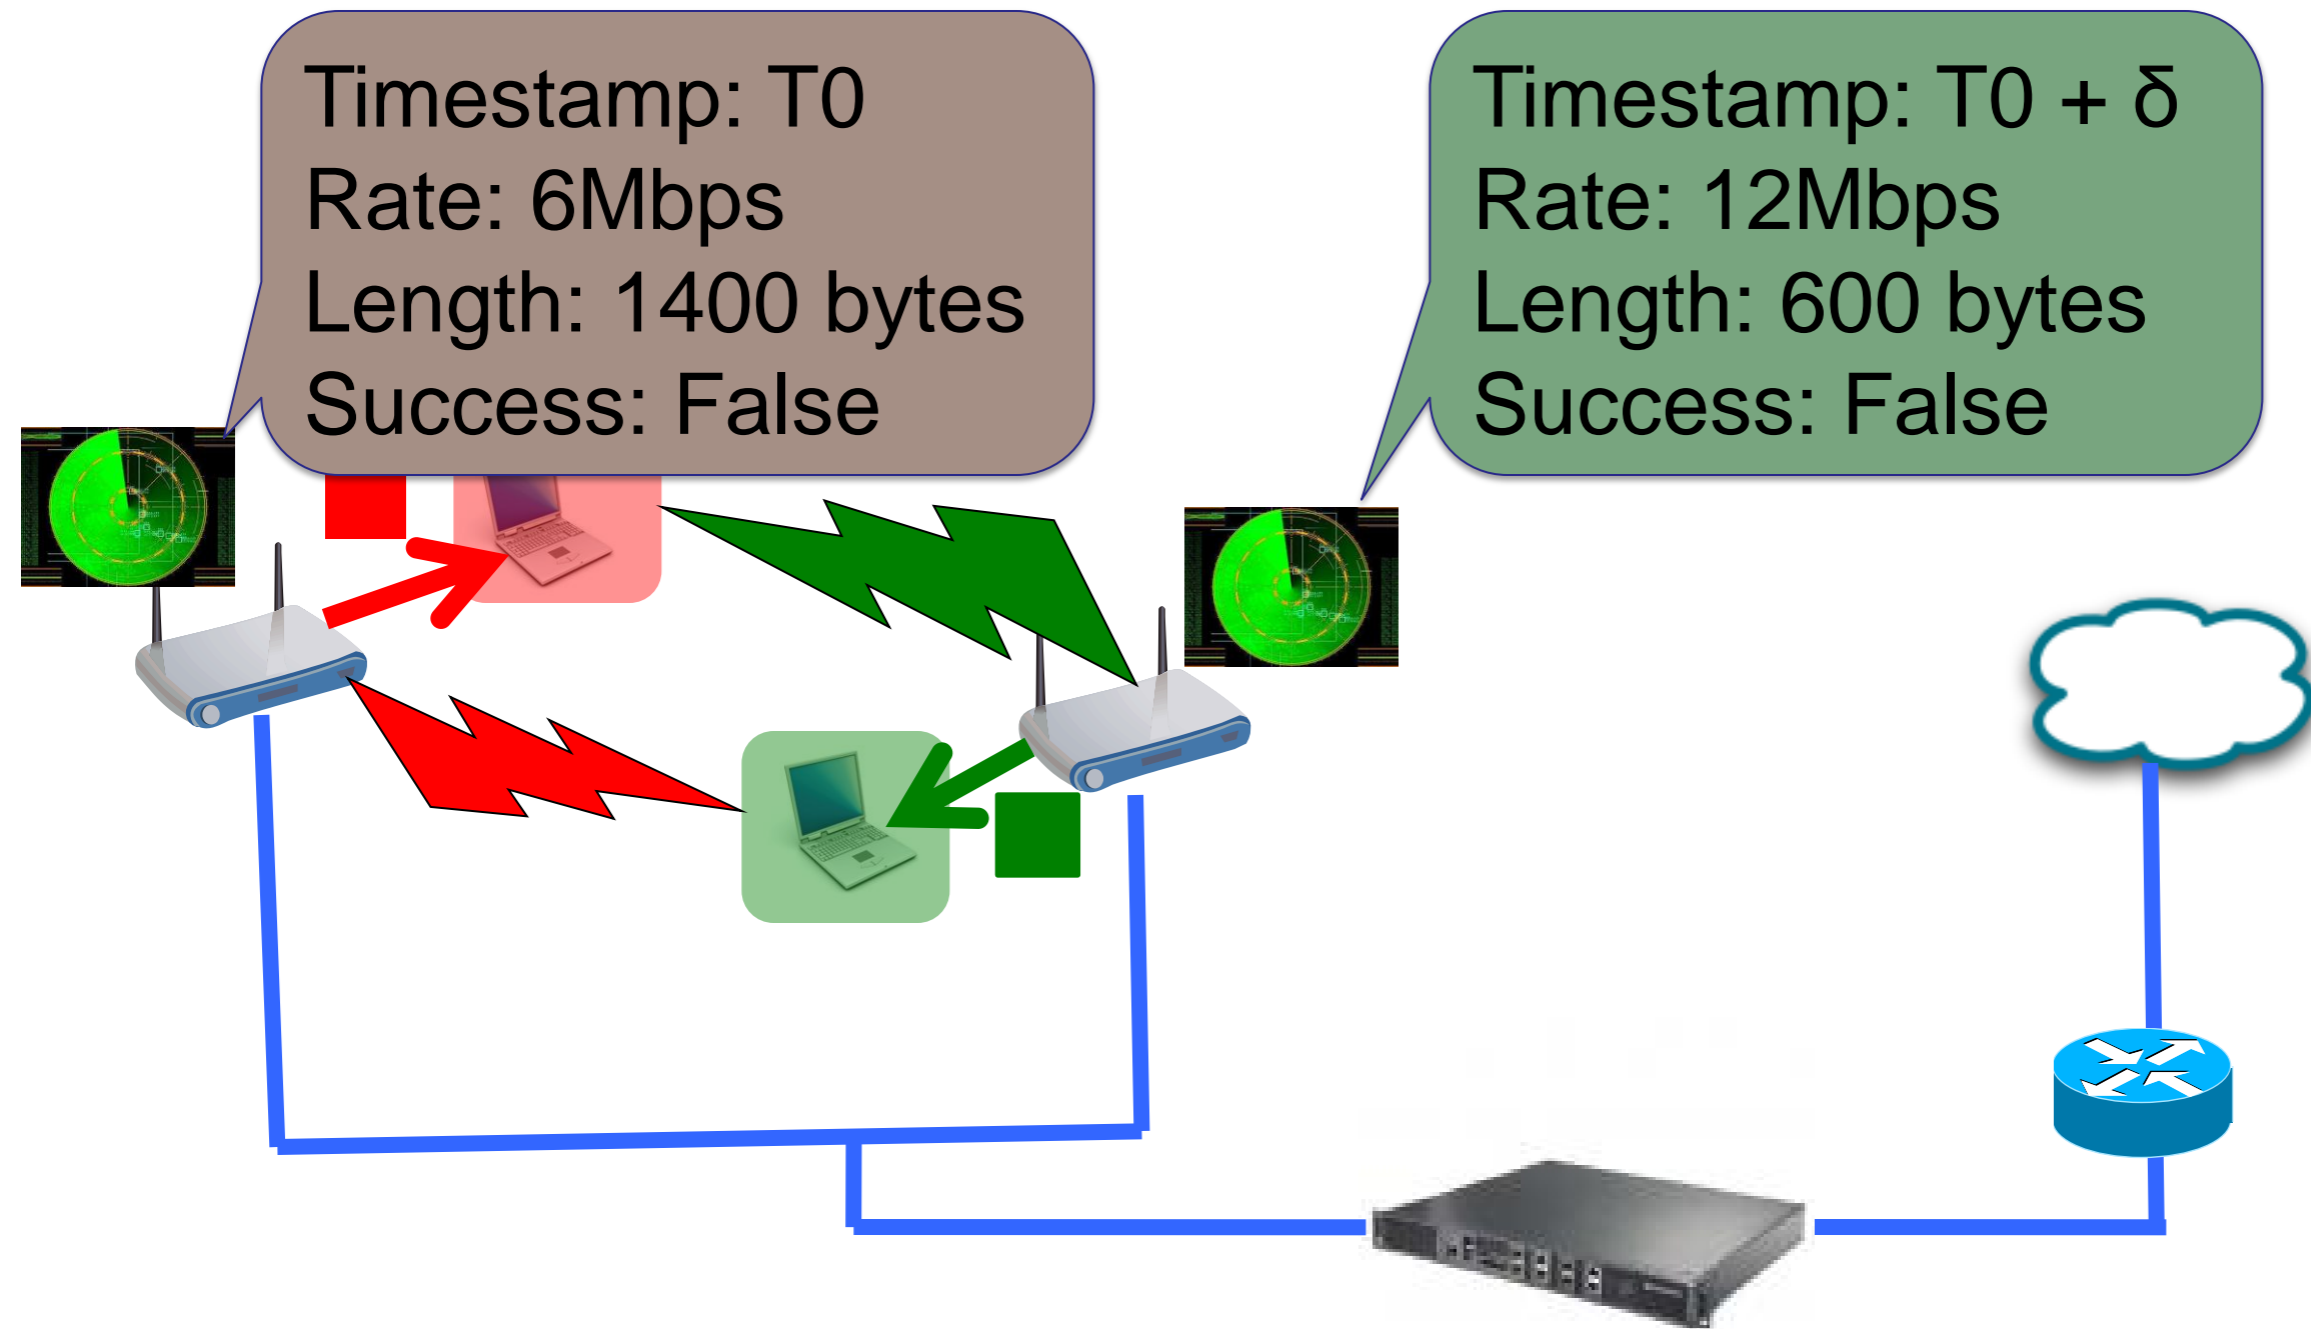 Timestamp: T0
Rate: 6Mbps
Length: 1400 bytes
Success: False
Timestamp: T0 + δ
Rate: 12Mbps
Length: 600 bytes
Success: False